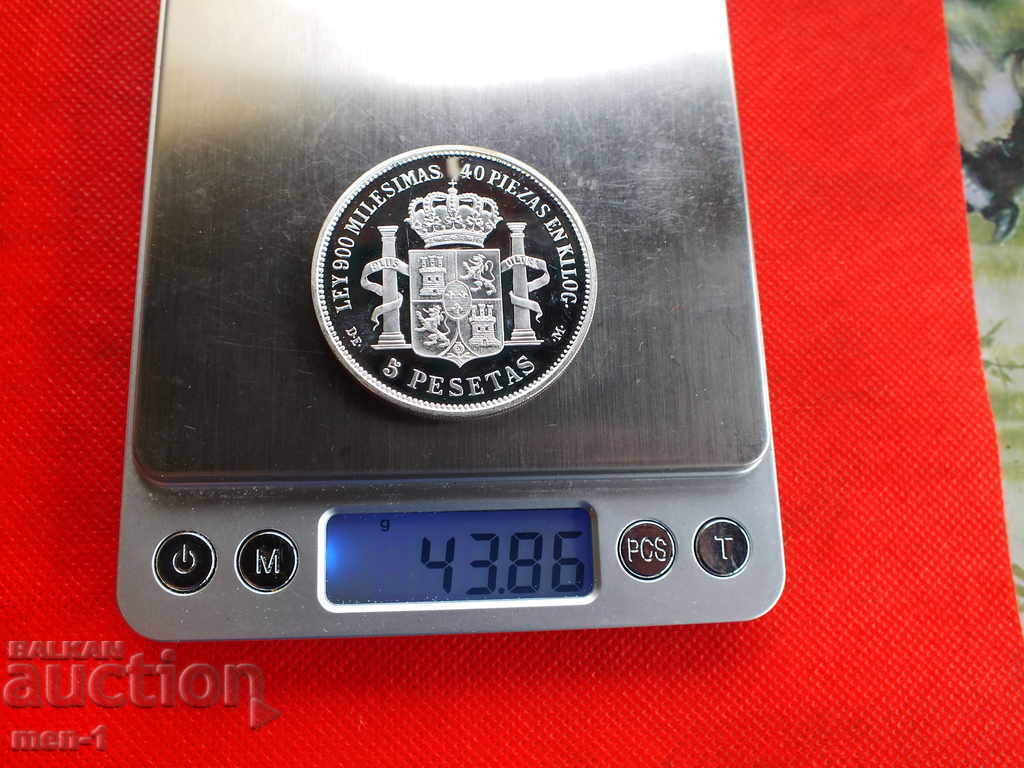 LEY 900 MILESIMAS. 40 PIEZAS EN KILOG.
PLUS ULTRA
D.E. .M.
5 PESETAS
g
43.86
M PCS T
BALKAN
auction
men-1